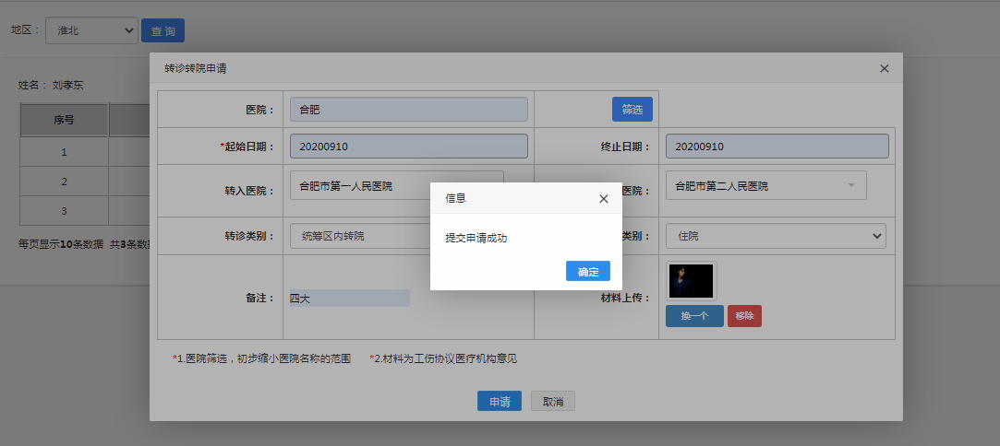 地区： 淮北 查 询
转诊转院申请
姓名： 刘孝东
序号
1
2
3
每页显示10条数据 共3条数
医院： 合肥 筛选
*起始日期： 20200910 终止日期： 20200910
转入医院： 合肥市第一人民医院 医院： 合肥市第二人民医院
转诊类别： 统筹区内转院 类别： 住院
备注： 四大 材料上传：
换一个 移除
信息
提交申请成功
确定
*1.医院筛选，初步缩小医院名称的范围 *2.材料为工伤协议医疗机构意见
申请 取消